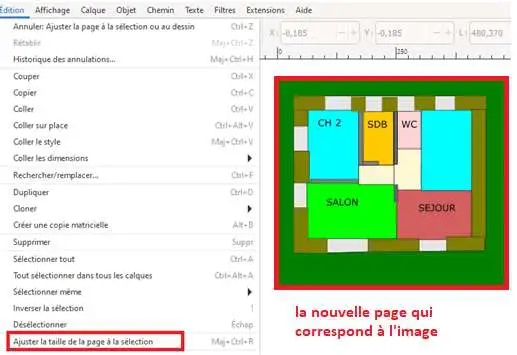 Édition Affichage Calque Objet Chemin Texte Filtres Extensions Aide
Annuler: Ajuster la page à la sélection ou au dessin Ctrl+Z
Rétablir Maj+Ctrl+Z
Historique des annulations... Maj+Ctrl+H
Couper Ctrl+X
Copier Ctrl+C
Coller Ctrl+V
Coller sur place Ctrl+Alt+V
Coller le style Maj+Ctrl+V
Coller les dimensions
Rechercher/remplacer... Ctrl+F
Dupliquer Ctrl+D
Cloner
Créer une copie matricielle Alt+B
Supprimer Suppr
Sélectionner tout Ctrl+A
Tout sélectionner dans tous les calques Ctrl+Alt+A
Sélectionner même
Inverser la sélection !
Désélectionner Échap
Ajuster la taille de la page à la sélection Maj+Ctrl+R
X: -0,185 - + Y: -0,185 - + L: 480,370
0 250
CH 2 SDB WC
SALON SEJOUR
la nouvelle page qui
correspond à l'image